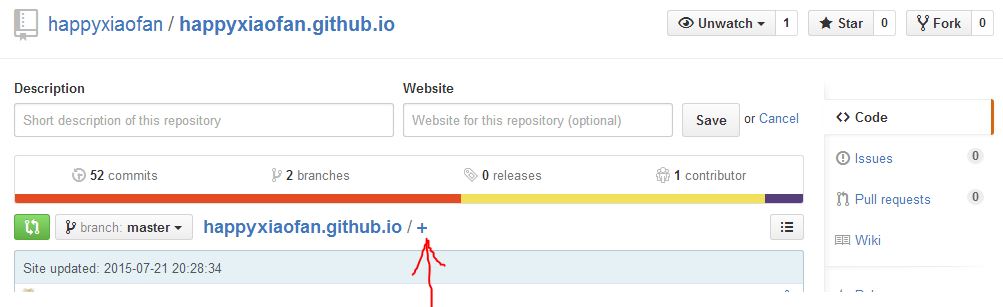 happyxiaofan / happyxiaofan.github.io
Unwatch 1 Star 0 Fork 0
Description
Short description of this repository
Website
Website for this repository (optional)
Save or Cancel
52 commits 2 branches 0 releases 1 contributor
branch: master happyxiaofan.github.io / +
Site updated: 2015-07-21 20:28:34
<> Code
Issues 0
Pull requests 0
Wiki